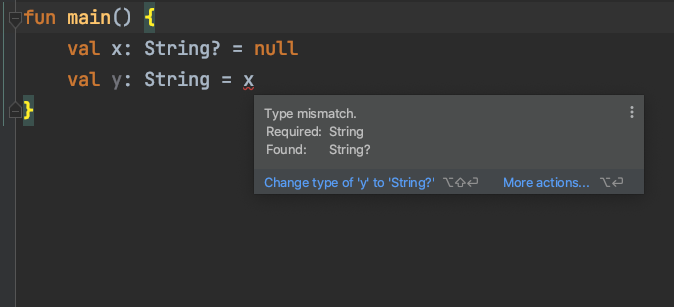 fun main() {
    val x: String? = null
    val y: String = x
Type mismatch.
Required: String
Found: String?
Change type of 'y' to 'String?' ⌥⇧⏎ More actions... ⌥⏎
}